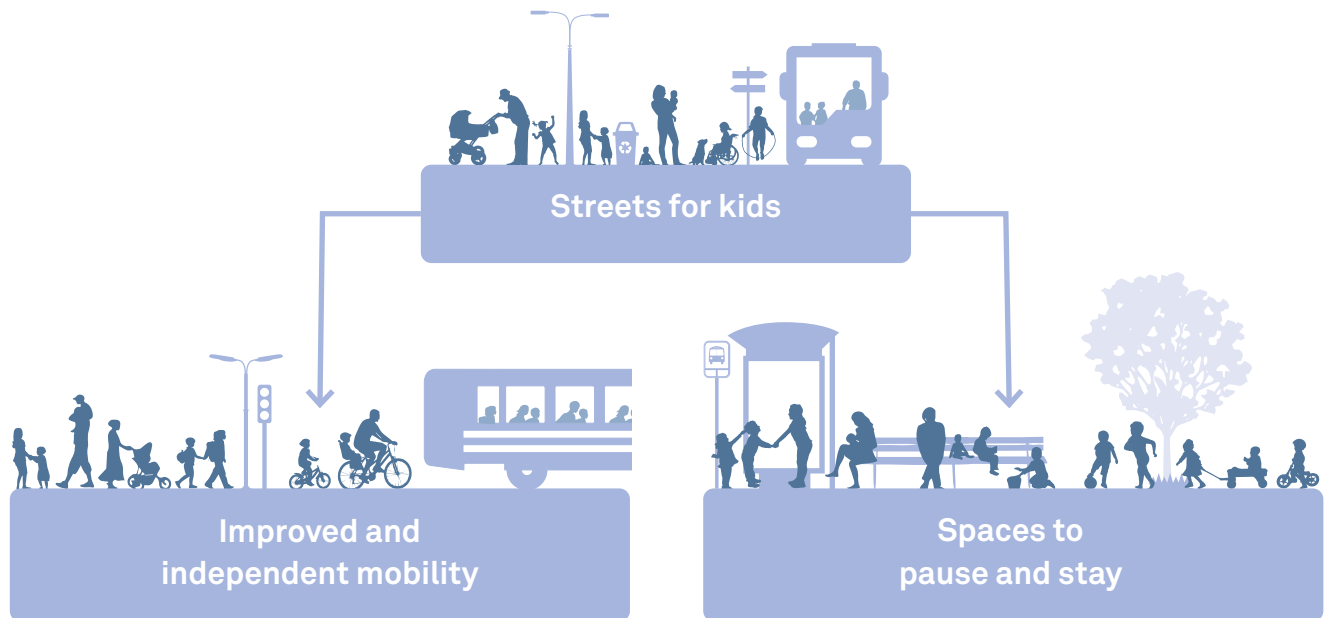 Streets for kids
Improved and
independent mobility
Spaces to
pause and stay